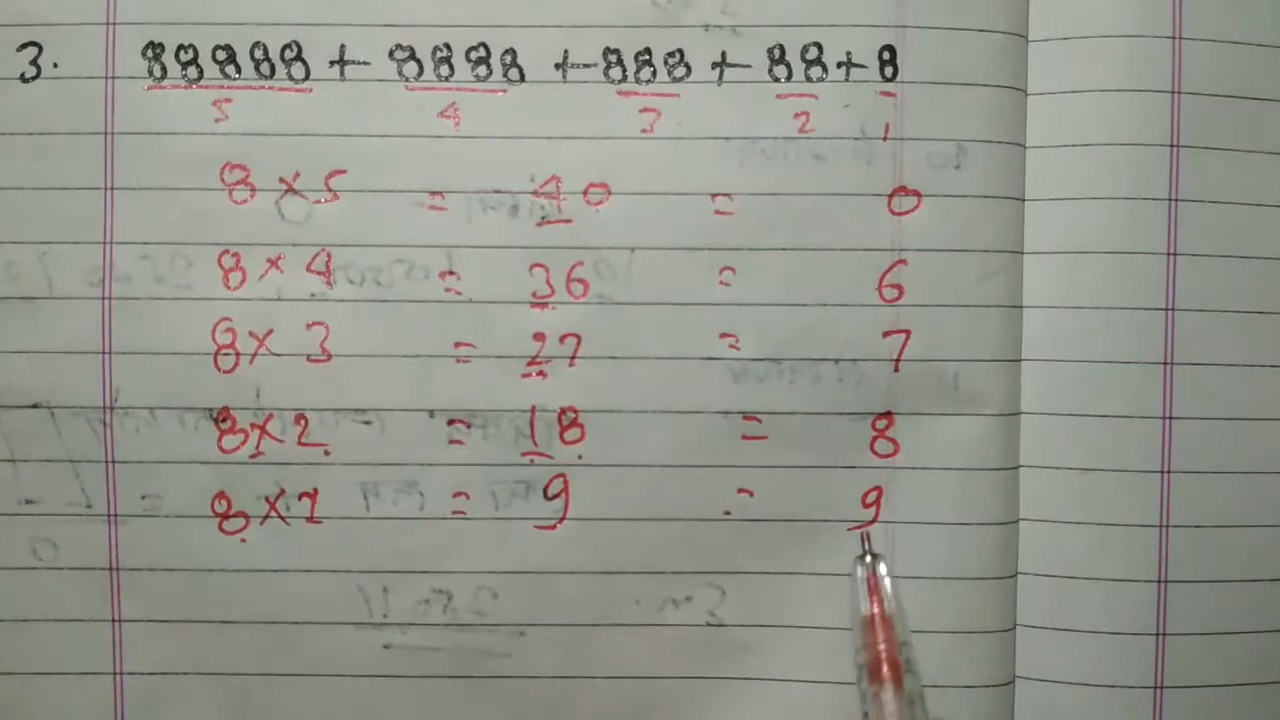 3. 88888 + 8888 + 888 + 88 + 8
5 4 3 2 1
8 × 5 = 40 = 0
8 × 4 = 36 = 6
8 × 3 = 27 = 7
8 × 2 = 18 = 8
= 8 × 1 = 9 = 9